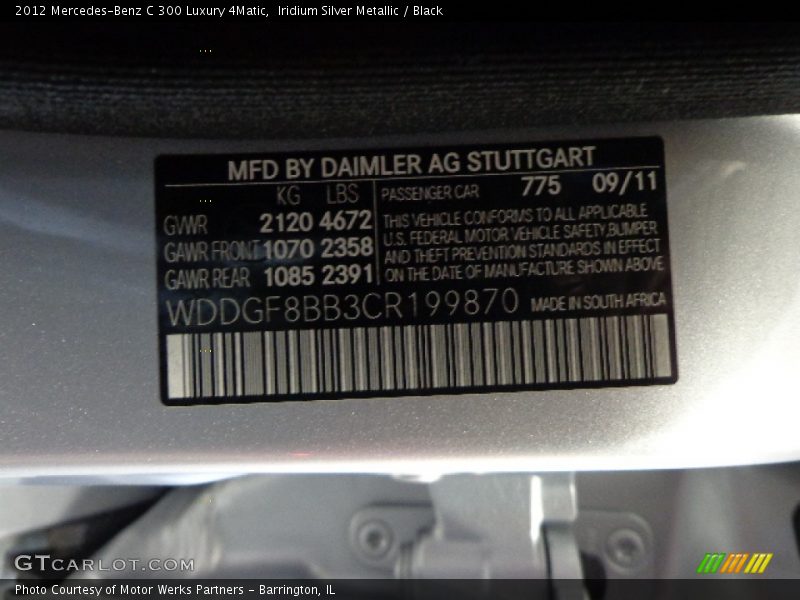 2012 Mercedes-Benz C 300 Luxury 4Matic,  Iridium Silver Metallic / Black
MFD BY DAIMLER AG STUTTGART
KG LBS PASSENGER CAR 775 09/11
GVWR 2120 4672
GAWR FRONT 1070 2358
GAWR REAR 1085 2391
THIS VEHICLE CONFORMS TO ALL APPLICABLE
U.S. FEDERAL MOTOR VEHICLE SAFETY, BUMPER
AND THEFT PREVENTION STANDARDS IN EFFECT
ON THE DATE OF MANUFACTURE SHOWN ABOVE
WDDGF8BB3CR199870 MADE IN SOUTH AFRICA
GTCARLOT.COM
Photo Courtesy of Motor Werks Partners - Barrington, IL